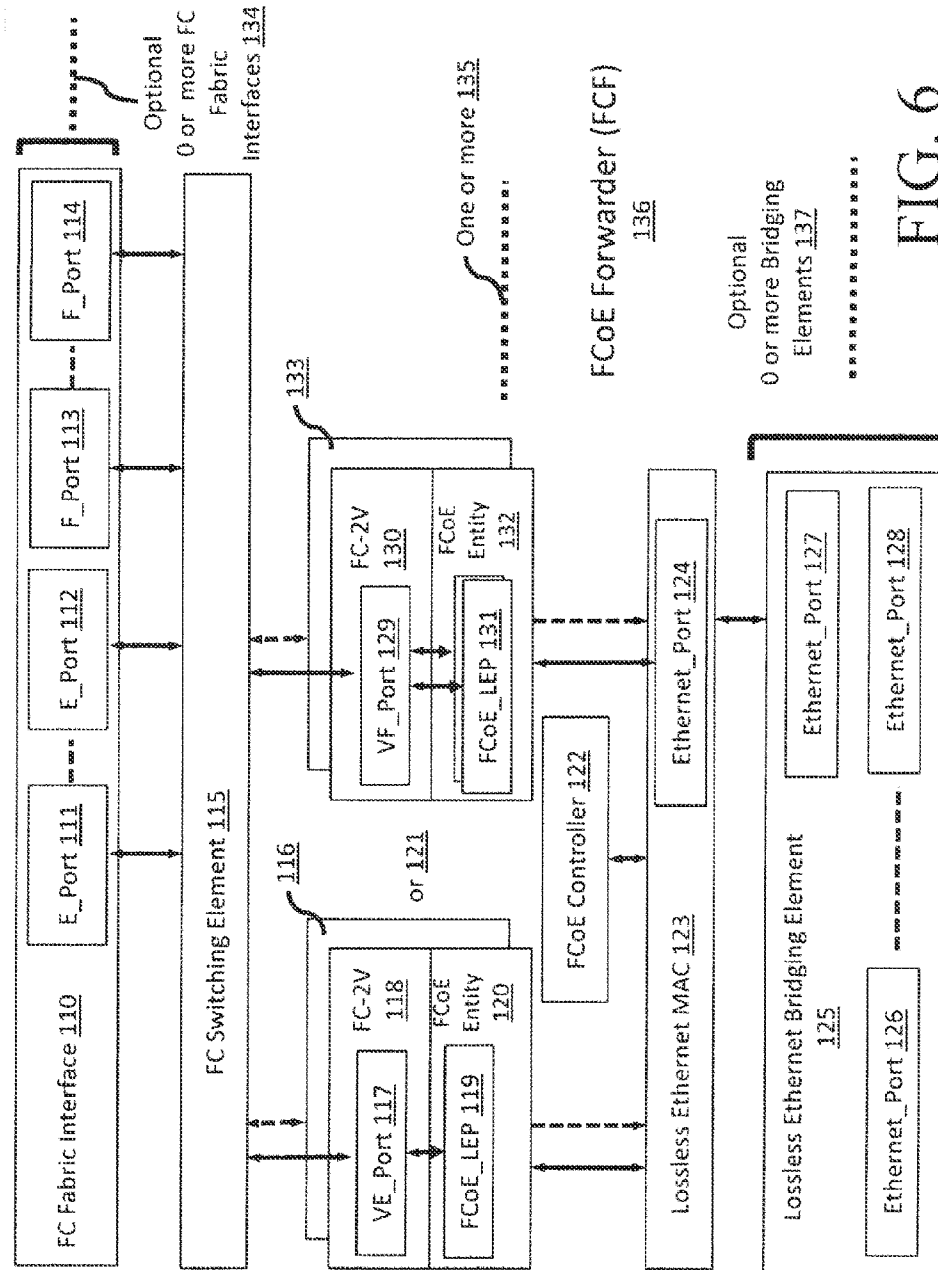 FC Fabric Interface 110
E_Port 111
E_Port 112
F_Port 113
F_Port 114
Optional
0 or more FC
Fabric
Interfaces 134
FC Switching Element 115
116
FC-2V
118
VE_Port 117
FCoE
Entity
120
FCoE_LEP 119
or 121
133
FC-2V
130
VF_Port 129
FCoE
Entity
132
FCoE_LEP 131
One or more 135
FCoE Controller 122
FCoE Forwarder (FCF)
136
Lossless Ethernet MAC 123
Ethernet_Port 124
Optional
0 or more Bridging
Elements 137
Lossless Ethernet Bridging Element
125
Ethernet_Port 126
Ethernet_Port 127
Ethernet_Port 128
FIG. 6